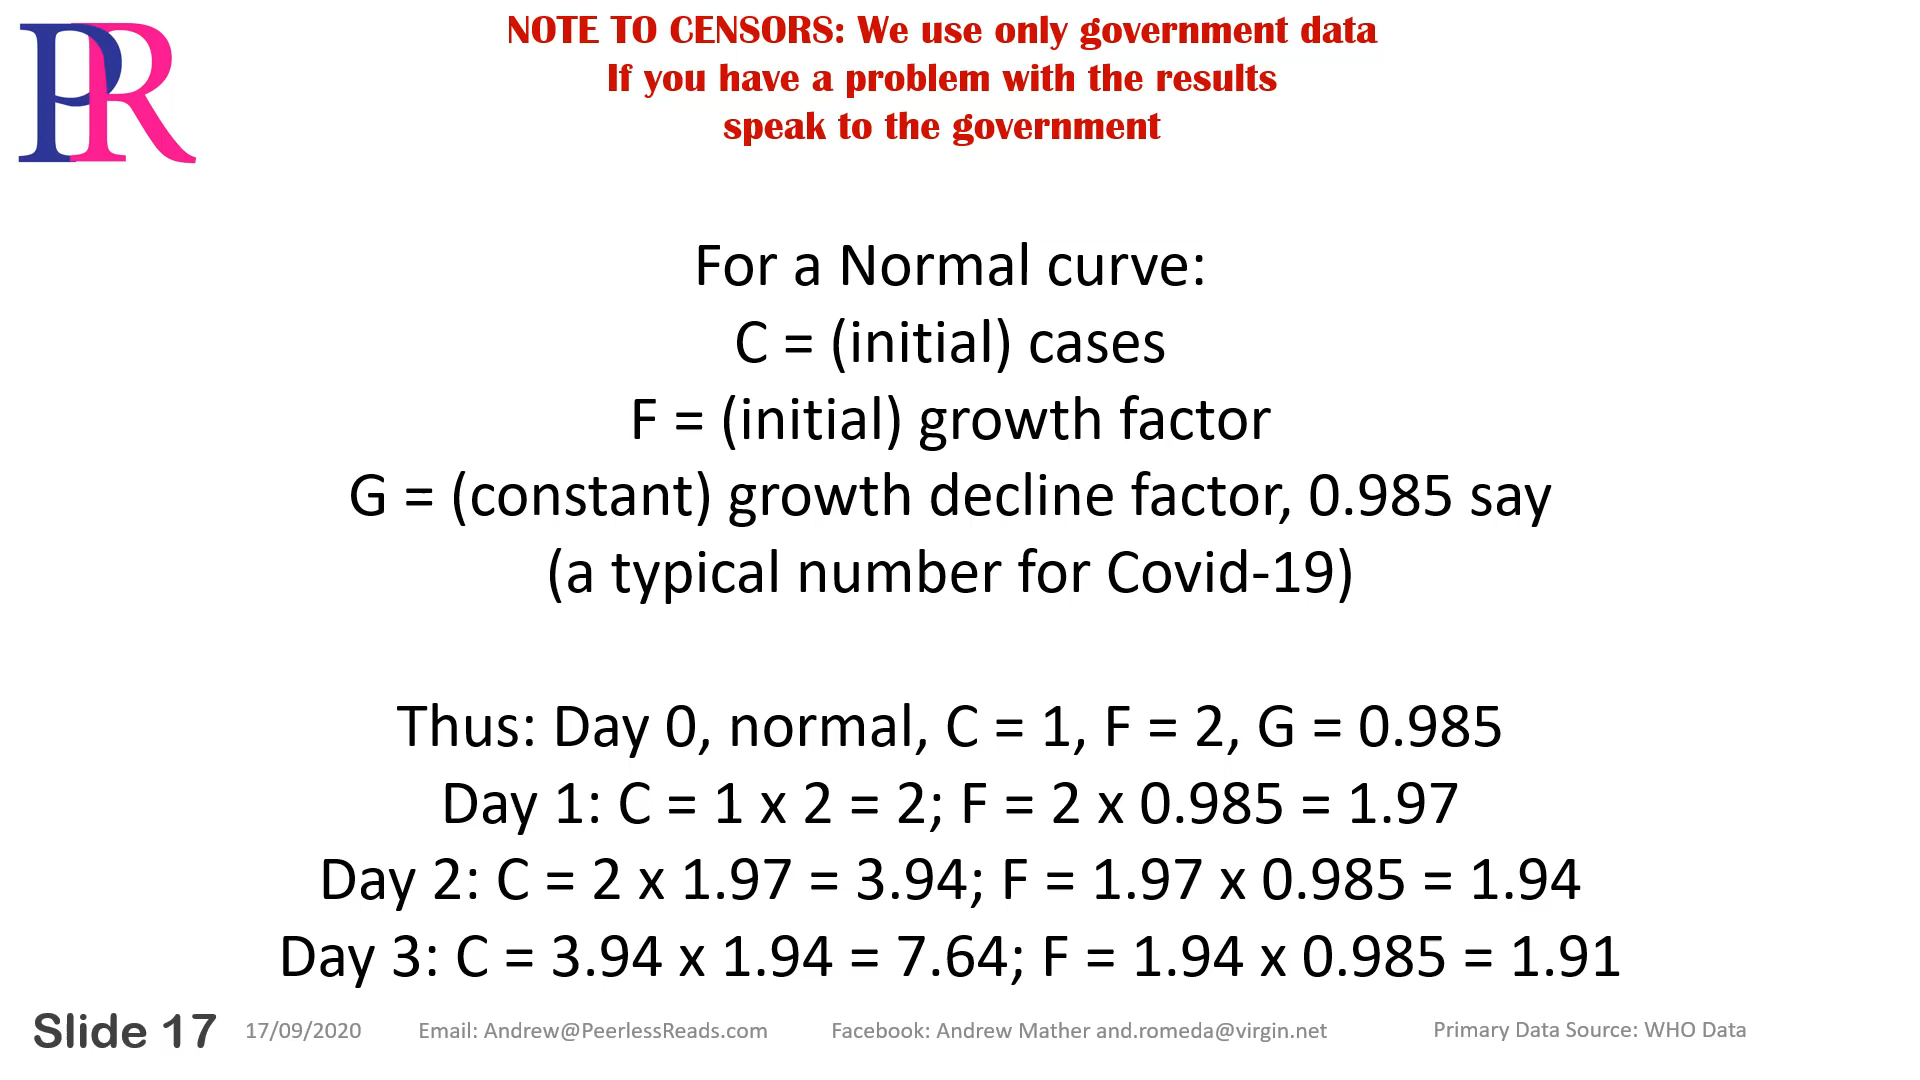 PR
NOTE TO CENSORS: We use only government data
If you have a problem with the results
speak to the government
For a Normal curve:
C = (initial) cases
F = (initial) growth factor
G = (constant) growth decline factor, 0.985 say
(a typical number for Covid-19)
Thus: Day 0, normal, C = 1, F = 2, G = 0.985
Day 1: C = 1 x 2 = 2; F = 2 x 0.985 = 1.97
Day 2: C = 2 x 1.97 = 3.94; F = 1.97 x 0.985 = 1.94
Day 3: C = 3.94 x 1.94 = 7.64; F = 1.94 x 0.985 = 1.91
Slide 17 17/09/2020 Email: Andrew@PeerlessReads.com Facebook: Andrew Mather and.romeda@virgin.net Primary Data Source: WHO Data